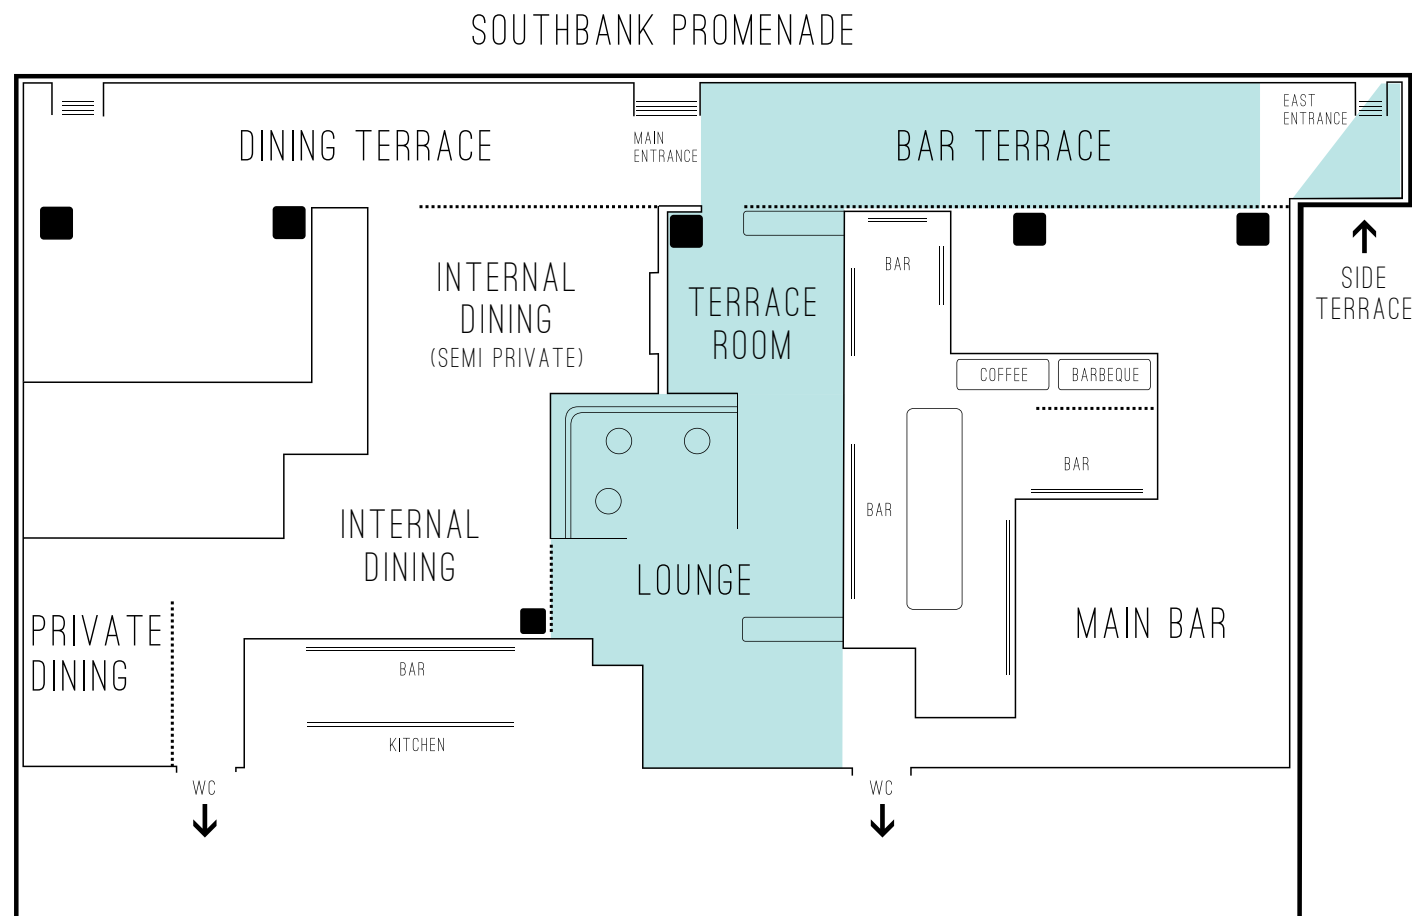 SOUTHBANK PROMENADE
EAST
ENTRANCE
DINING TERRACE
MAIN
ENTRANCE
BAR TERRACE
INTERNAL
DINING
(SEMI PRIVATE)
TERRACE
ROOM
BAR
SIDE
TERRACE
COFFEE
BARBEQUE
BAR
BAR
INTERNAL
DINING
LOUNGE
MAIN BAR
PRIVATE
DINING
BAR
KITCHEN
WC
WC